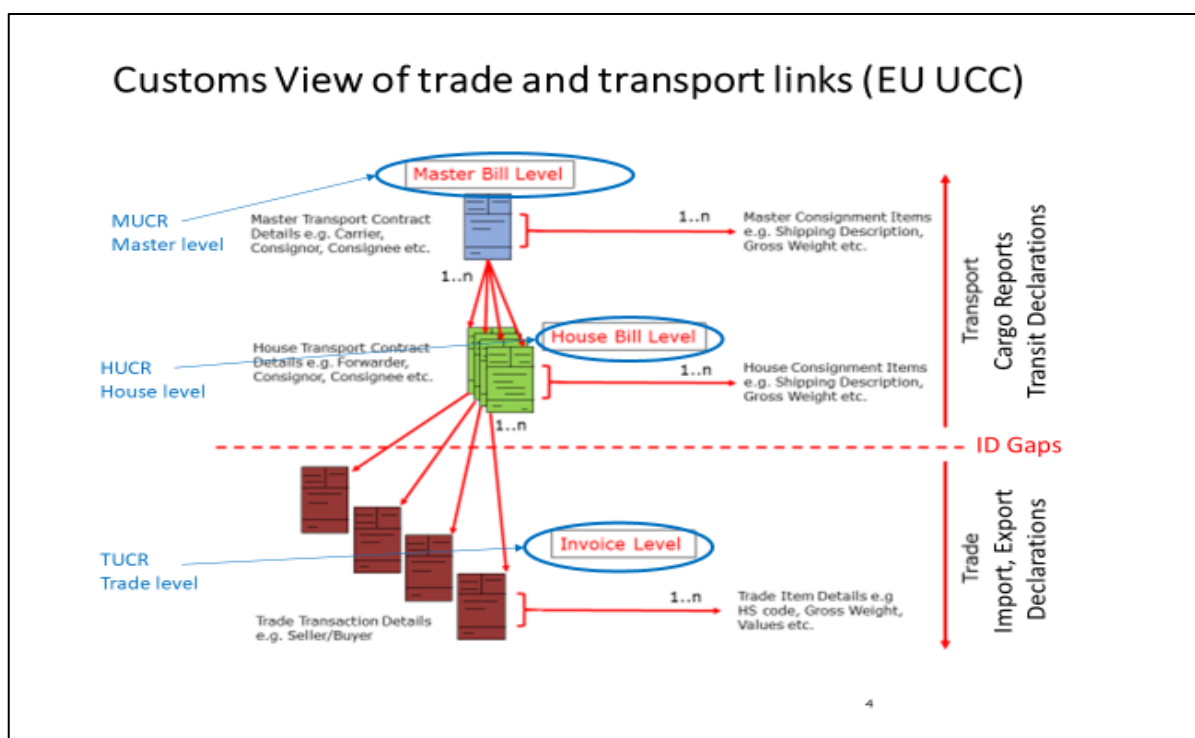 Customs View of trade and transport links (EU UCC)
Master Bill Level
MUCR
Master level
Master Transport Contract
Details e.g. Carrier,
Consignor, Consignee etc.
1..n
Master Consignment Items
e.g. Shipping Description,
Gross Weight etc.
1..n
House Bill Level
HUCR
House level
House Transport Contract
Details e.g. Forwarder,
Consignor, Consignee etc.
1..n
House Consignment Items
e.g. Shipping Description,
Gross Weight etc.
1..n
Transport
Cargo Reports
Transit Declarations
ID Gaps
Invoice Level
TUCR
Trade level
Trade Transaction Details
e.g. Seller/Buyer
1..n
Trade Item Details e.g
HS code, Gross Weight,
Values etc.
Trade
Import, Export
Declarations
4